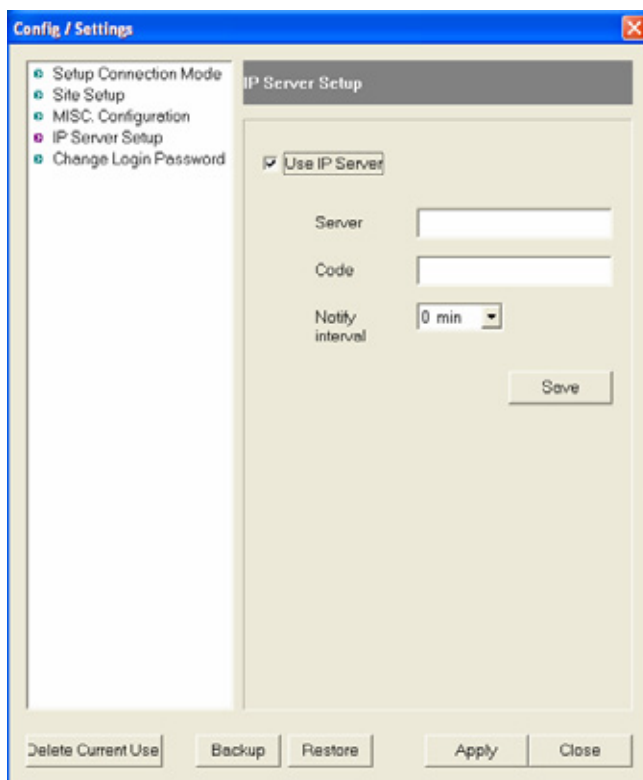 Config / Settings
Setup Connection Mode
Site Setup
MISC. Configuration
IP Server Setup
Change Login Password
IP Server Setup
Use IP Server
Server
Code
Notify
interval
0 min
Save
Delete Current Use
Backup
Restore
Apply
Close